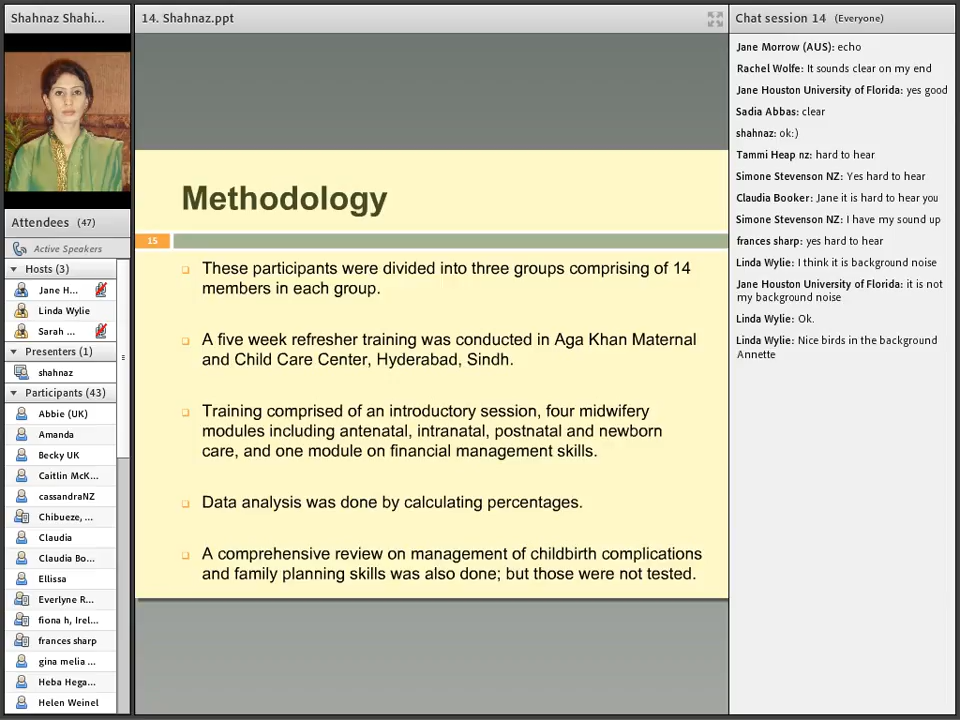 Shahnaz Shahi...
Attendees (47)
Active Speakers
Hosts (3)
Jane H...
Linda Wylie
Sarah ...
Presenters (1)
shahnaz
Participants (43)
Abbie (UK)
Amanda
Becky UK
Caitlin McK...
cassandraNZ
Chibueze, ...
Claudia
Claudia Bo...
Ellissa
Everlyne R...
fiona h, Irel...
frances sharp
gina melia ...
Heba Hega...
Helen Weinel
14. Shahnaz.ppt
Methodology
15
These participants were divided into three groups comprising of 14
members in each group.
A five week refresher training was conducted in Aga Khan Maternal
and Child Care Center, Hyderabad, Sindh.
Training comprised of an introductory session, four midwifery
modules including antenatal, intranatal, postnatal and newborn
care, and one module on financial management skills.
Data analysis was done by calculating percentages.
A comprehensive review on management of childbirth complications
and family planning skills was also done; but those were not tested.
Chat session 14 (Everyone)
Jane Morrow (AUS): echo
Rachel Wolfe: It sounds clear on my end
Jane Houston University of Florida: yes good
Sadia Abbas: clear
shahnaz: ok:)
Tammi Heap nz: hard to hear
Simone Stevenson NZ: Yes hard to hear
Claudia Booker: Jane it is hard to hear you
Simone Stevenson NZ: I have my sound up
frances sharp: yes hard to hear
Linda Wylie: I think it is background noise
Jane Houston University of Florida: it is not
my background noise
Linda Wylie: Ok.
Linda Wylie: Nice birds in the background
Annette